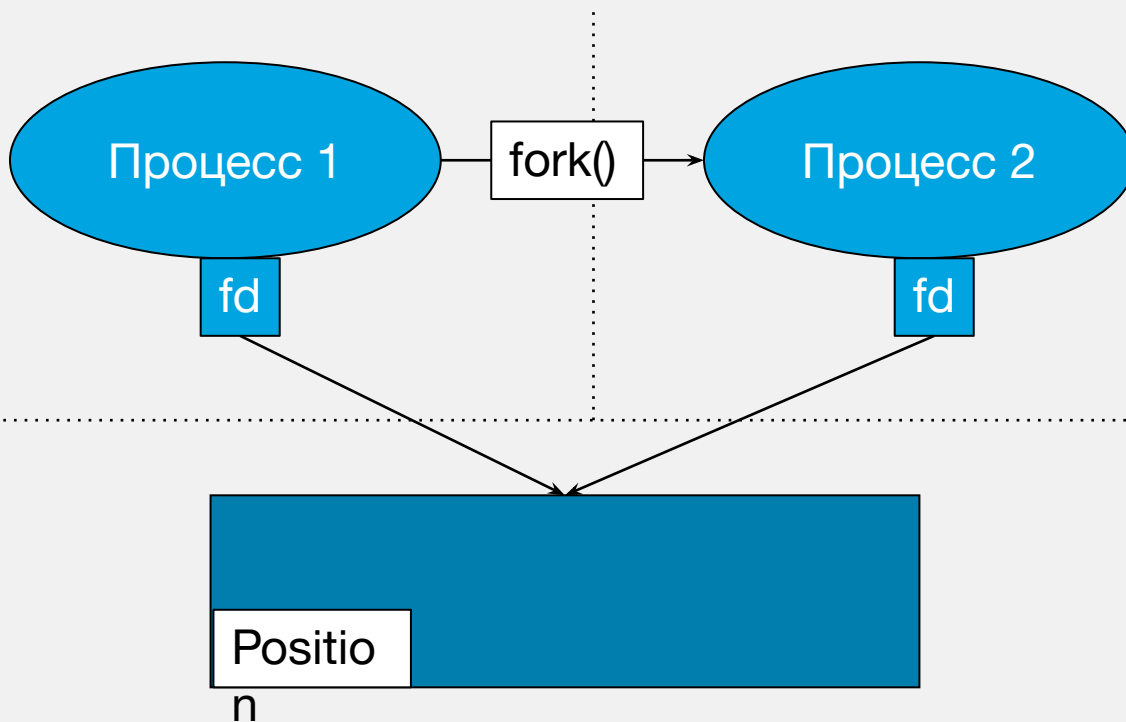 Процесс 1
fork()
Процесс 2
fd
fd
Positio
n